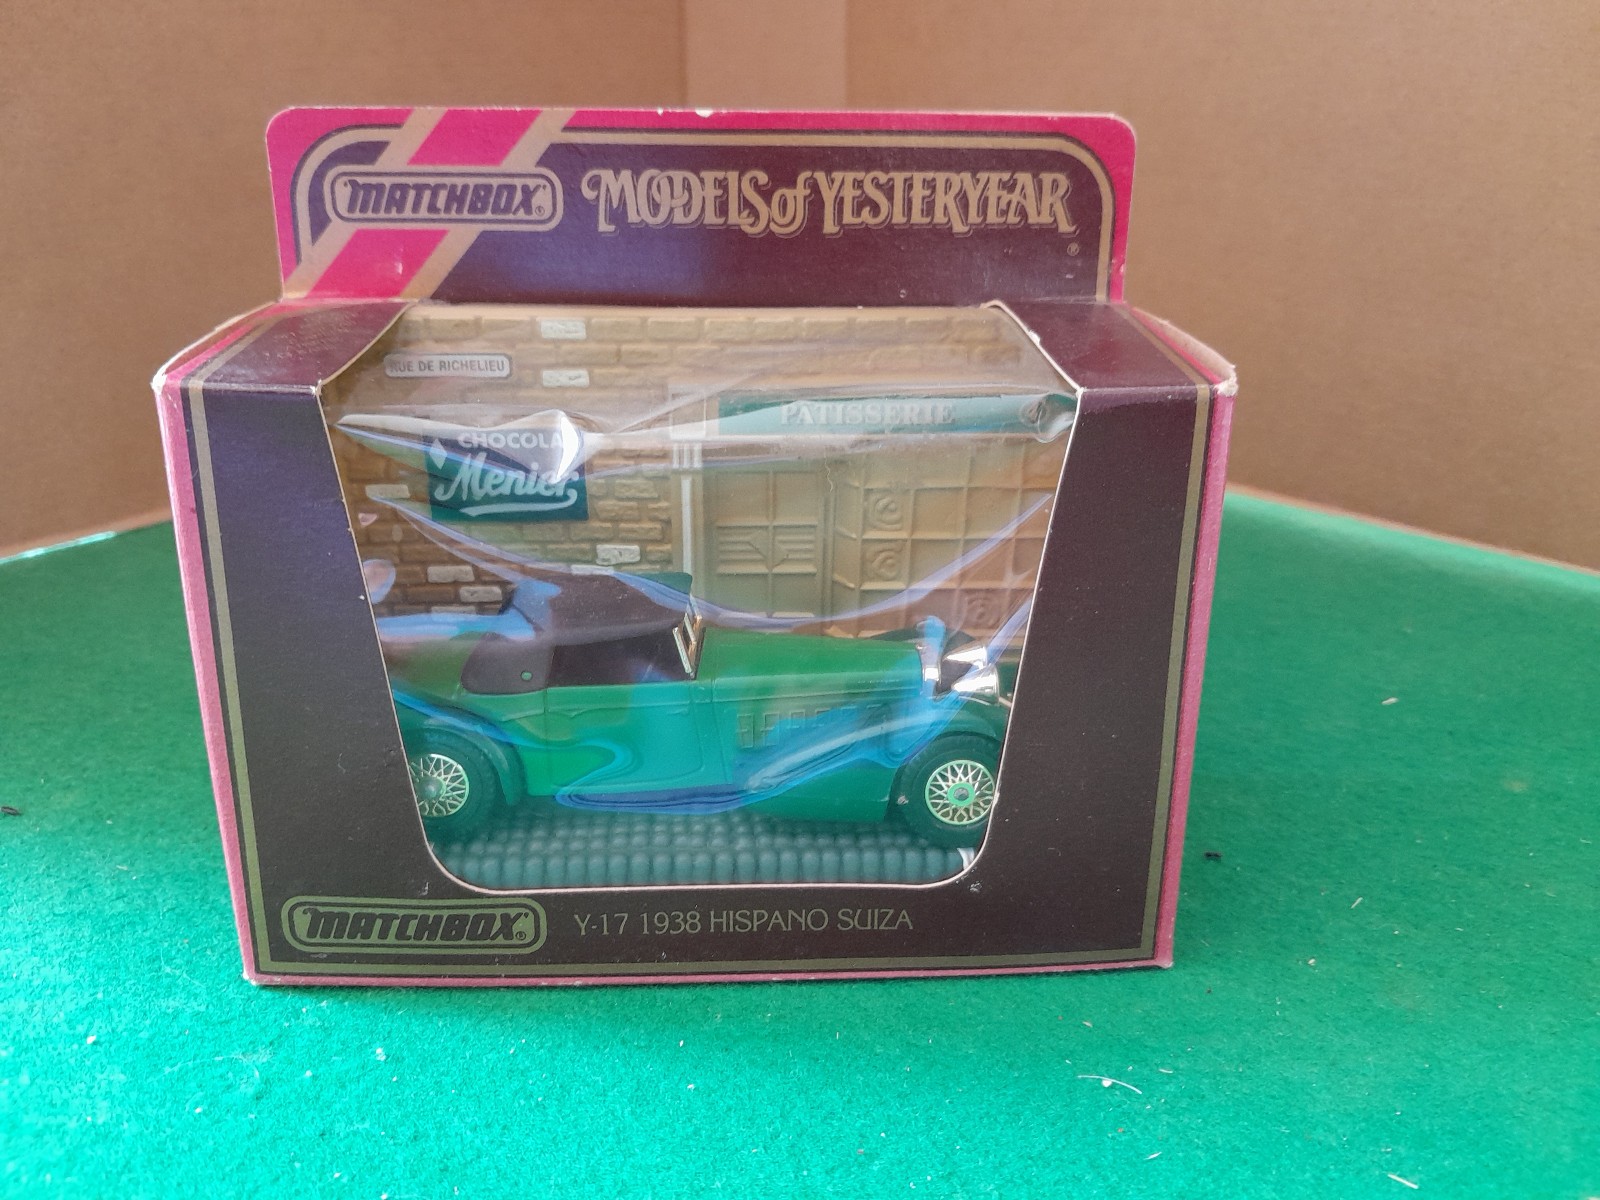 MATCHBOX®
MODELS of YESTERYEAR®
RUE DE RICHELIEU
PATISSERIE
CHOCOLA
Menier
MATCHBOX®
Y-17 1938 HISPANO SUIZA